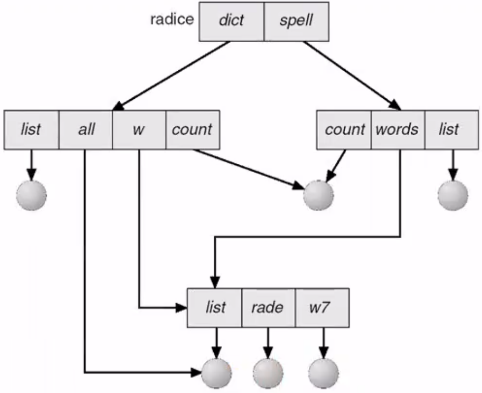 radice dict spell
list all w count count words list
list rade w7